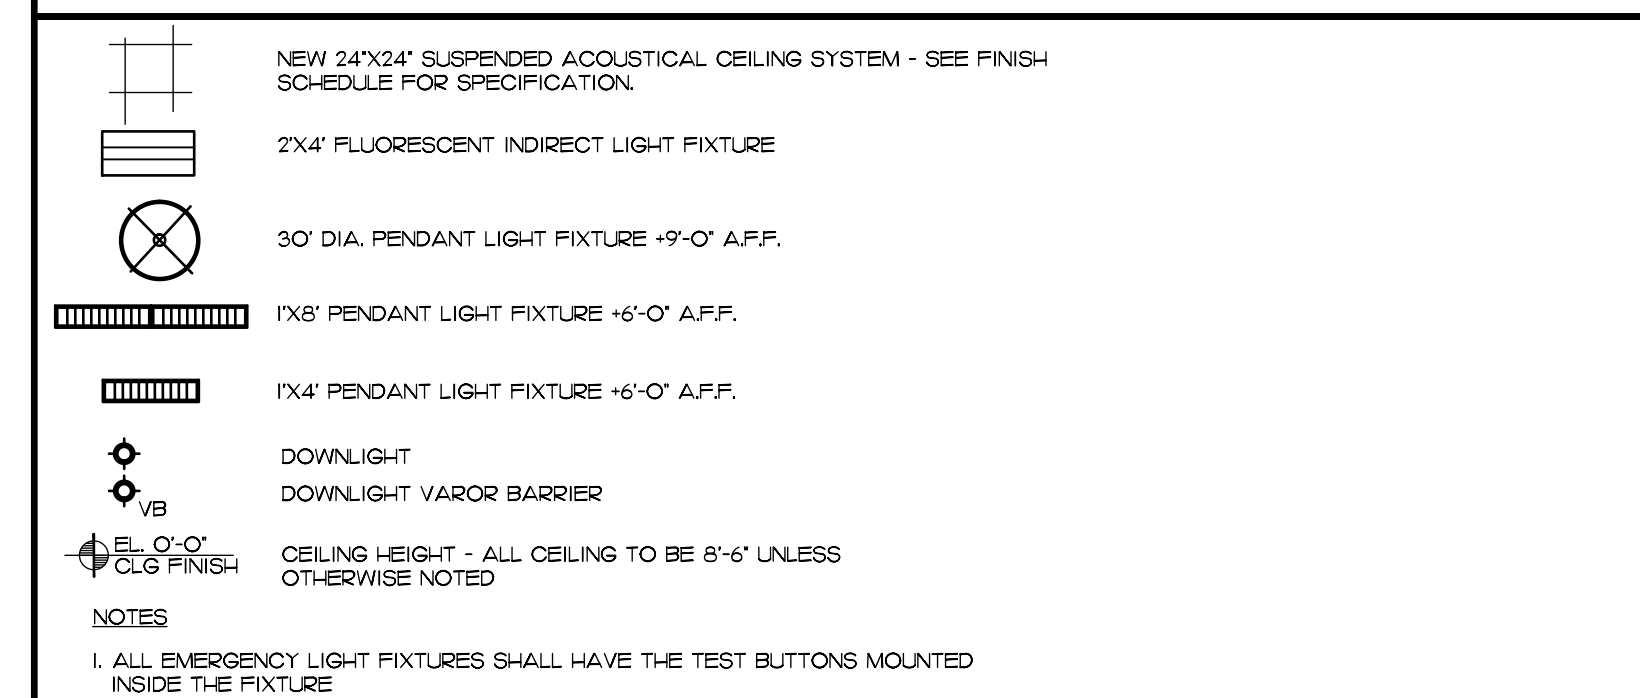 NEW 24"X24" SUSPENDED ACOUSTICAL CEILING SYSTEM - SEE FINISH
SCHEDULE FOR SPECIFICATION.
2'X4' FLUORESCENT INDIRECT LIGHT FIXTURE
30' DIA. PENDANT LIGHT FIXTURE +9'-0" A.F.F.
1'X8' PENDANT LIGHT FIXTURE +6'-0" A.F.F.
1'X4' PENDANT LIGHT FIXTURE +6'-0" A.F.F.
DOWNLIGHT
VB
DOWNLIGHT VAROR BARRIER
EL. 0'-0"
CLG FINISH
CEILING HEIGHT - ALL CEILING TO BE 8'-6" UNLESS
OTHERWISE NOTED
NOTES
1. ALL EMERGENCY LIGHT FIXTURES SHALL HAVE THE TEST BUTTONS MOUNTED
INSIDE THE FIXTURE